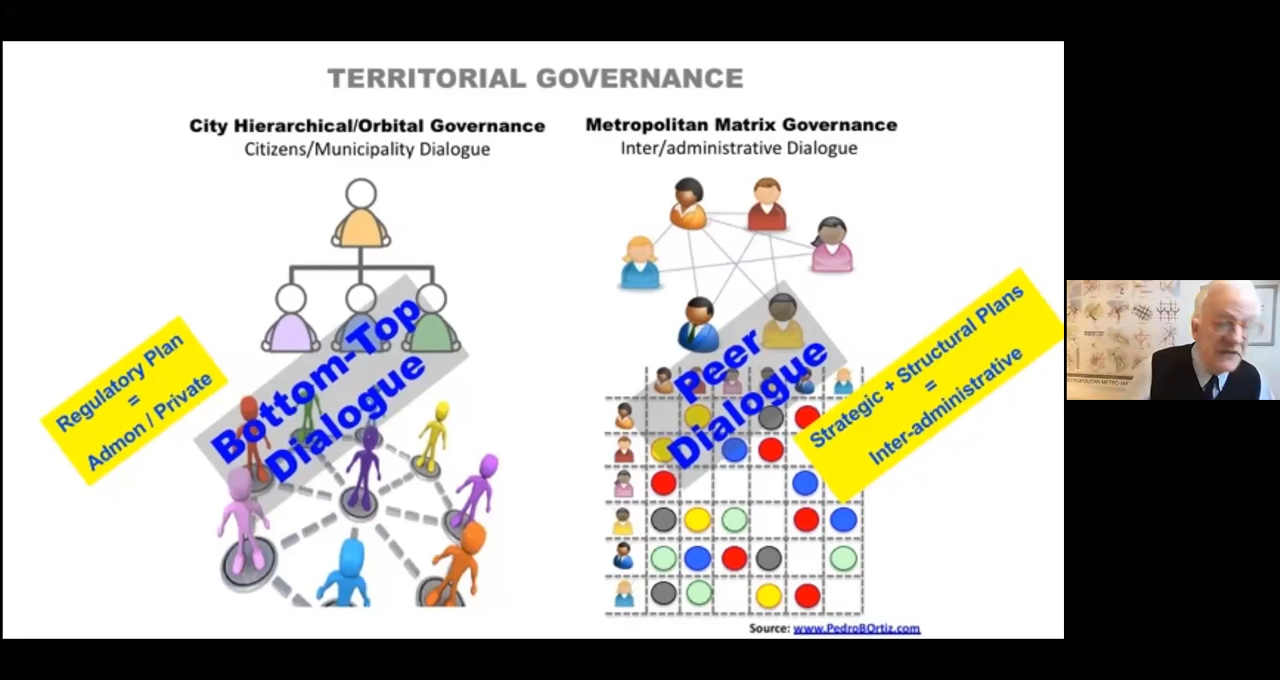 TERRITORIAL GOVERNANCE
City Hierarchical/Orbital Governance
Citizens/Municipality Dialogue
Metropolitan Matrix Governance
Inter/administrative Dialogue
Regulatory Plan
=
Admon / Private
Bottom-Top
Dialogue
Peer
Dialogue
Strategic + Structural Plans
=
Inter-administrative
Source: www.PedroBOrtiz.com